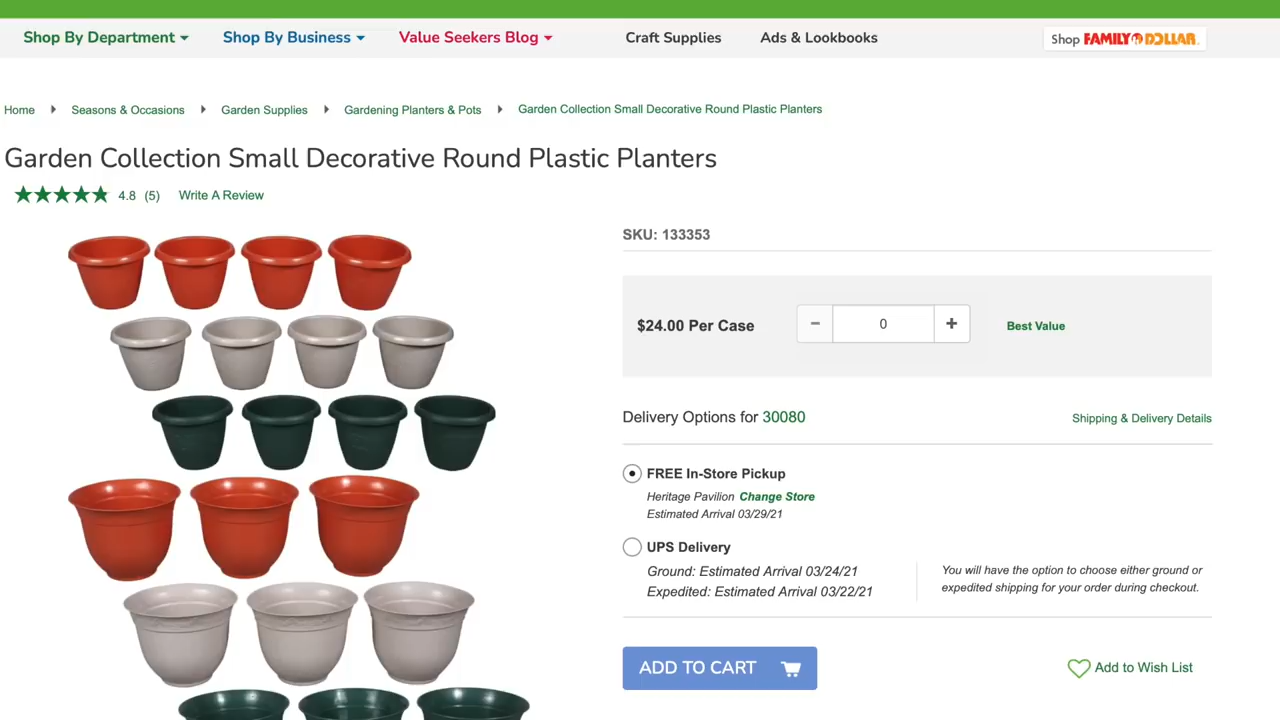 Shop By Department
Shop By Business
Value Seekers Blog
Craft Supplies
Ads & Lookbooks
Shop FAMILY DOLLAR
Home
Seasons & Occasions
Garden Supplies
Gardening Planters & Pots
Garden Collection Small Decorative Round Plastic Planters
Garden Collection Small Decorative Round Plastic Planters
4.8 (5) Write A Review
SKU: 133353
$24.00 Per Case
− 0 +
Best Value
Delivery Options for 30080
Shipping & Delivery Details
FREE In-Store Pickup
Heritage Pavilion Change Store
Estimated Arrival 03/29/21
UPS Delivery
Ground: Estimated Arrival 03/24/21
Expedited: Estimated Arrival 03/22/21
You will have the option to choose either ground or
expedited shipping for your order during checkout.
ADD TO CART
Add to Wish List